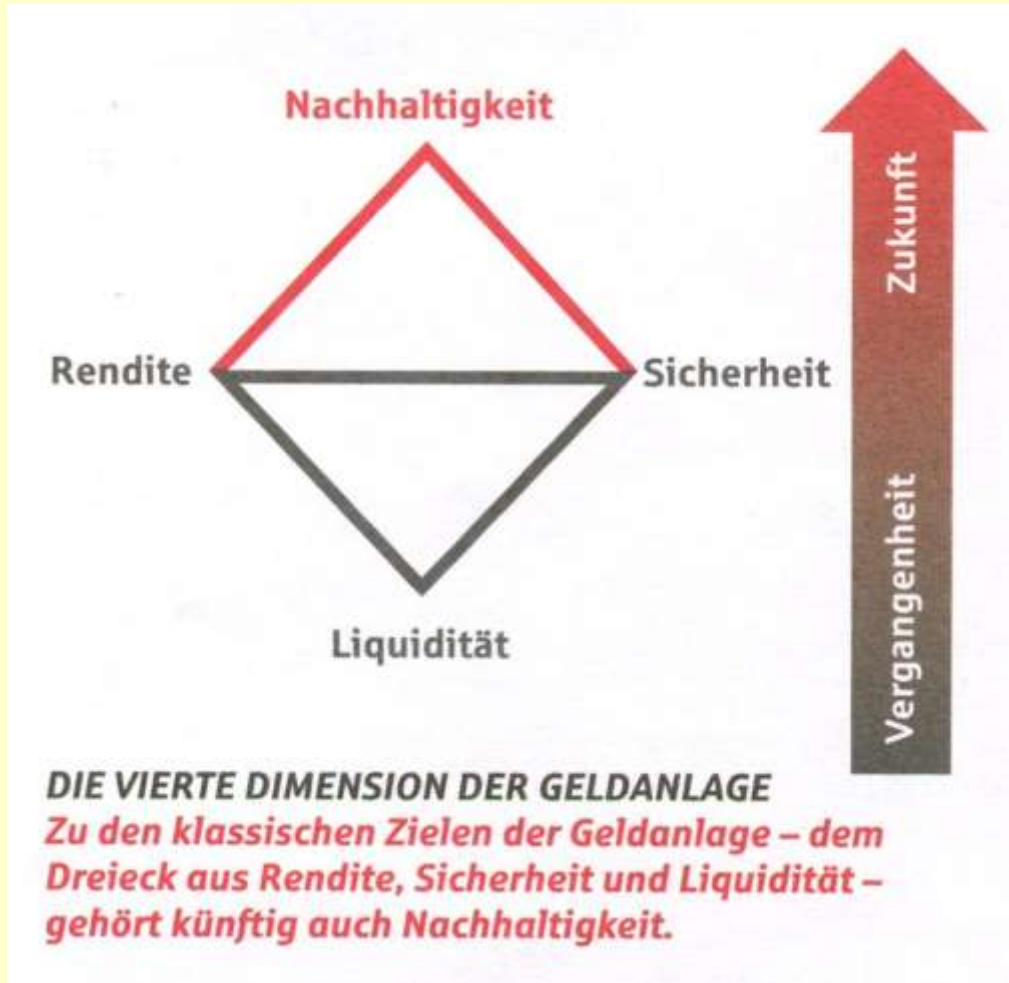 Nachhaltigkeit
Rendite
Sicherheit
Liquidität
Zukunft
Vergangenheit
DIE VIERTE DIMENSION DER GELDANLAGE
Zu den klassischen Zielen der Geldanlage – dem
Dreieck aus Rendite, Sicherheit und Liquidität –
gehört künftig auch Nachhaltigkeit.